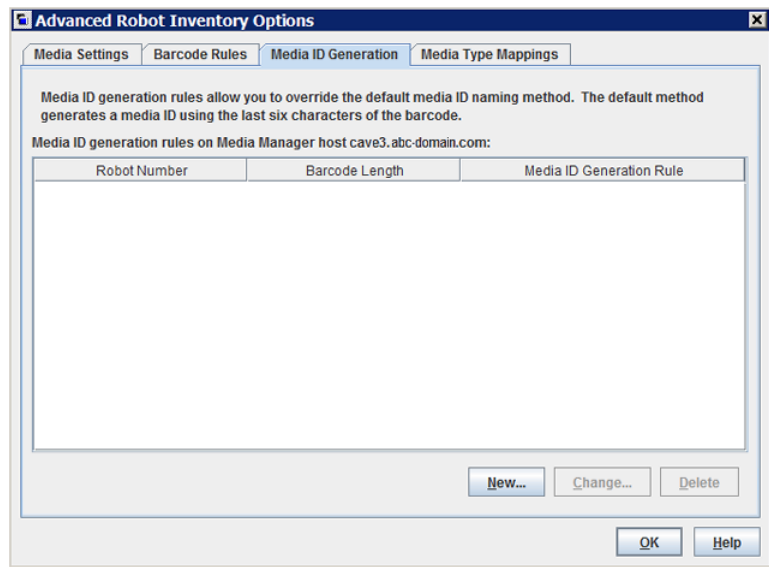 Advanced Robot Inventory Options
Media Settings Barcode Rules Media ID Generation Media Type Mappings
Media ID generation rules allow you to override the default media ID naming method. The default method
generates a media ID using the last six characters of the barcode.
Media ID generation rules on Media Manager host cave3.abc-domain.com:
Robot Number Barcode Length Media ID Generation Rule
New... Change... Delete
OK Help